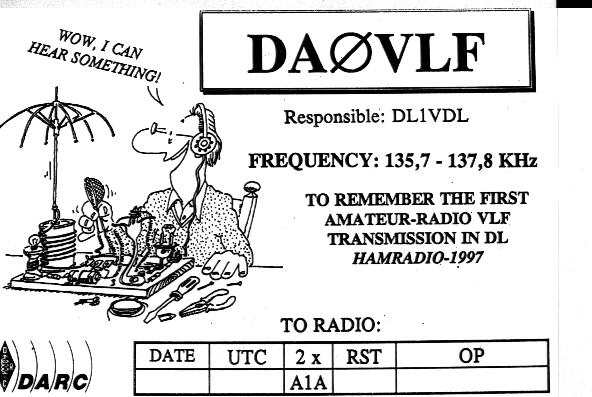 WOW, I CAN
HEAR SOMETHING!
DAØVLF
Responsible: DL1VDL
FREQUENCY: 135,7 - 137,8 KHz
TO REMEMBER THE FIRST
AMATEUR-RADIO VLF
TRANSMISSION IN DL
HAMRADIO-1997
TO RADIO:
DATE UTC 2 x RST OP
A1A
DARC